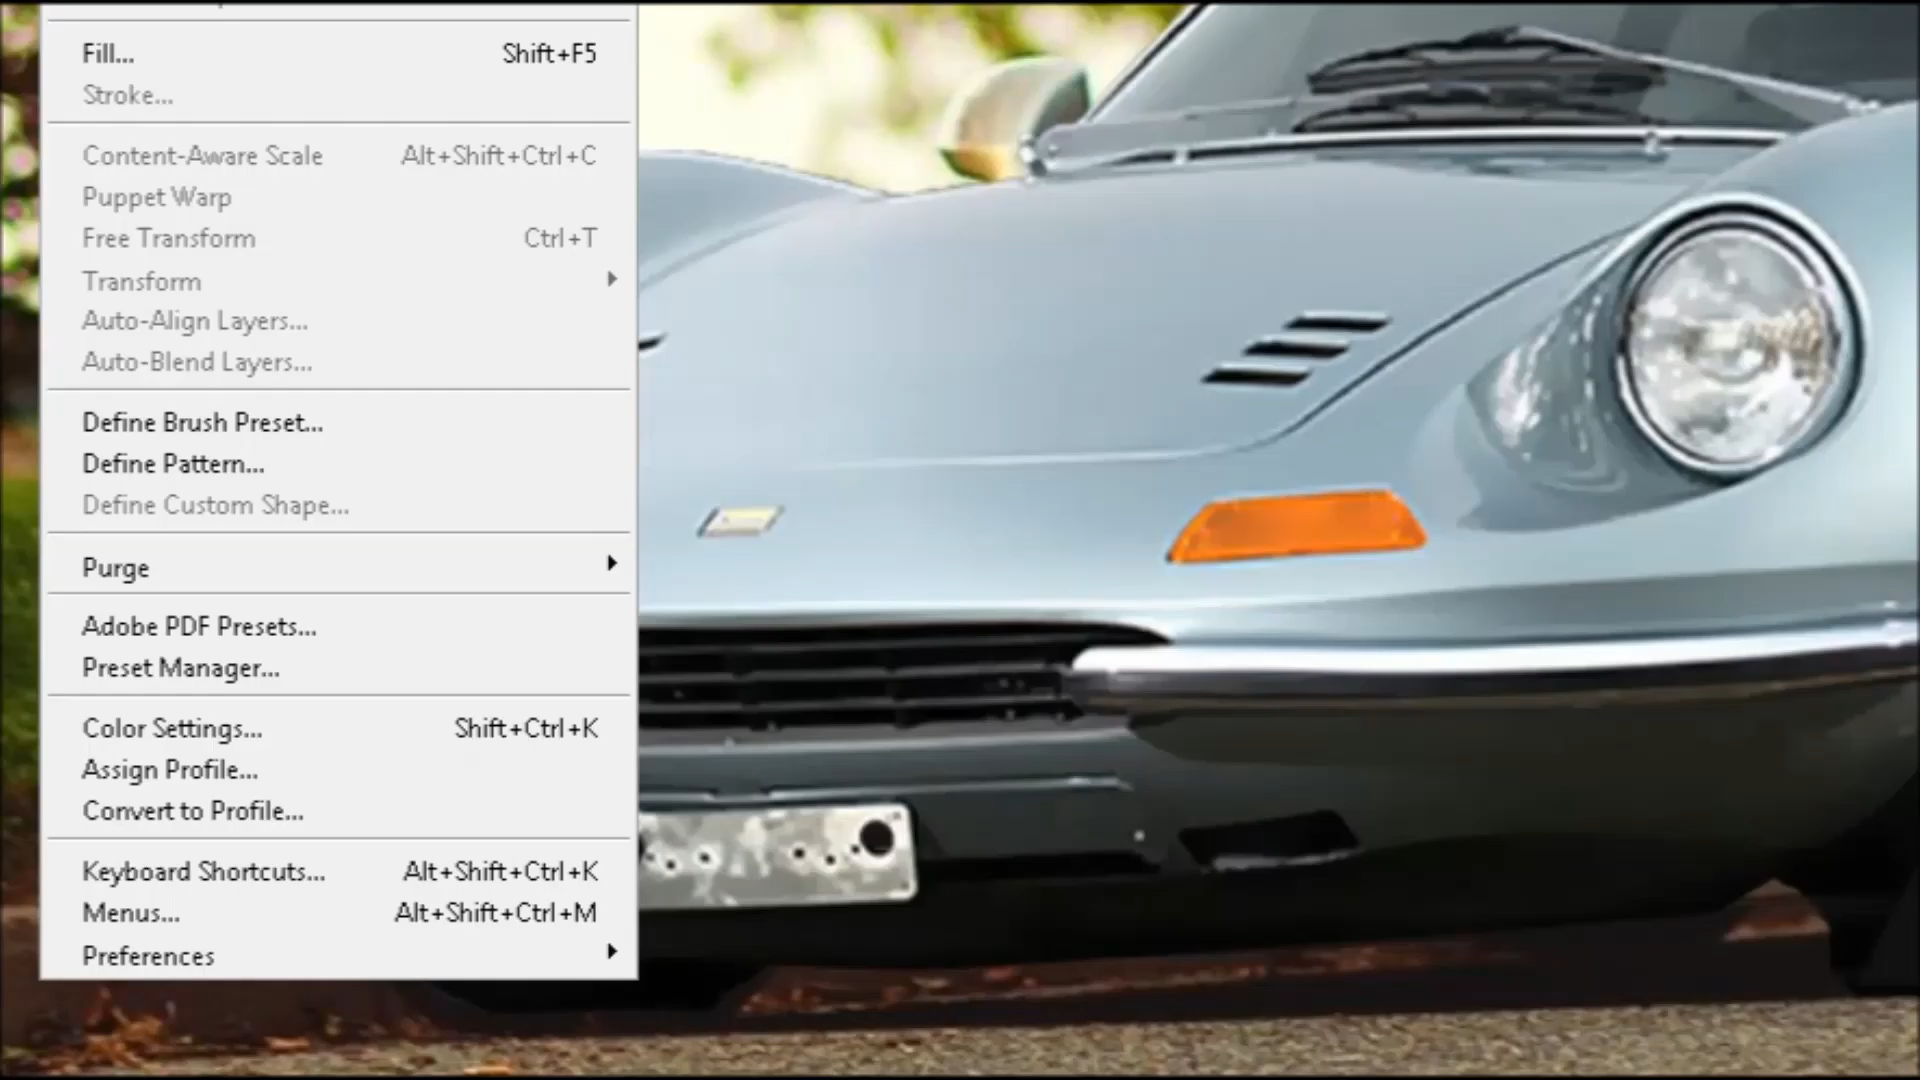 Fill... Shift+F5
Stroke...
Content-Aware Scale Alt+Shift+Ctrl+C
Puppet Warp
Free Transform Ctrl+T
Transform
Auto-Align Layers...
Auto-Blend Layers...
Define Brush Preset...
Define Pattern...
Define Custom Shape...
Purge
Adobe PDF Presets...
Preset Manager...
Color Settings... Shift+Ctrl+K
Assign Profile...
Convert to Profile...
Keyboard Shortcuts... Alt+Shift+Ctrl+K
Menus... Alt+Shift+Ctrl+M
Preferences